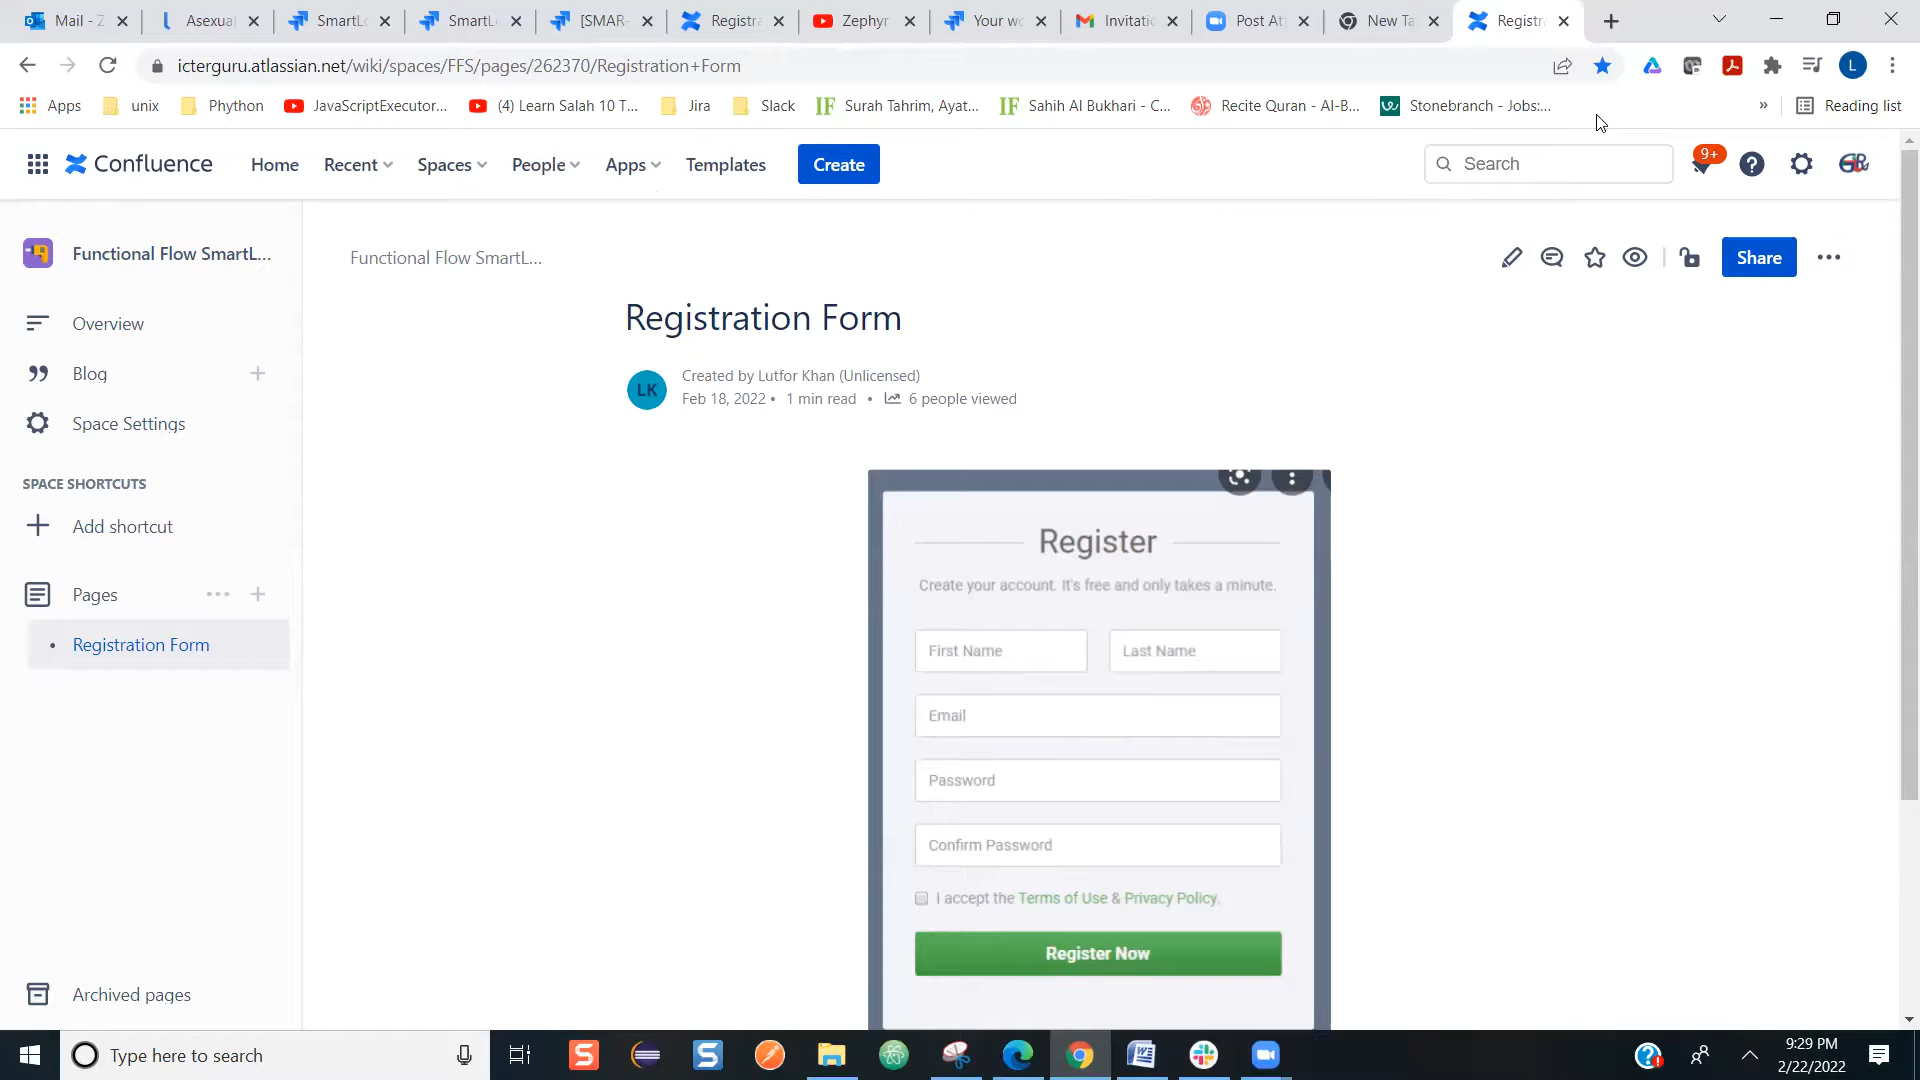 Mail - Z
Asexua
SmartL
SmartL
[SMAR-
Registra
Zephyr
Your wo
Invitatio
Post At
New Ta
Registra
icterguru.atlassian.net/wiki/spaces/FFS/pages/262370/Registration+Form
L
Apps
unix
Phython
JavaScriptExecutor...
(4) Learn Salah 10 T...
Jira
Slack
IF
Surah Tahrim, Ayat...
IF
Sahih Al Bukhari - C...
Recite Quran - Al-B...
Stonebranch - Jobs:...
»
Reading list
Confluence
Home
Recent
Spaces
People
Apps
Templates
Create
Search
9+
Functional Flow SmartL...
Overview
Blog
Space Settings
SPACE SHORTCUTS
Add shortcut
Pages
Registration Form
Archived pages
Functional Flow SmartL...
Share
Registration Form
LK
Created by Lutfor Khan (Unlicensed)
Feb 18, 2022 • 1 min read • 6 people viewed
Register
Create your account. It's free and only takes a minute.
First Name
Last Name
Email
Password
Confirm Password
I accept the Terms of Use & Privacy Policy.
Register Now
Type here to search
9:29 PM
2/22/2022